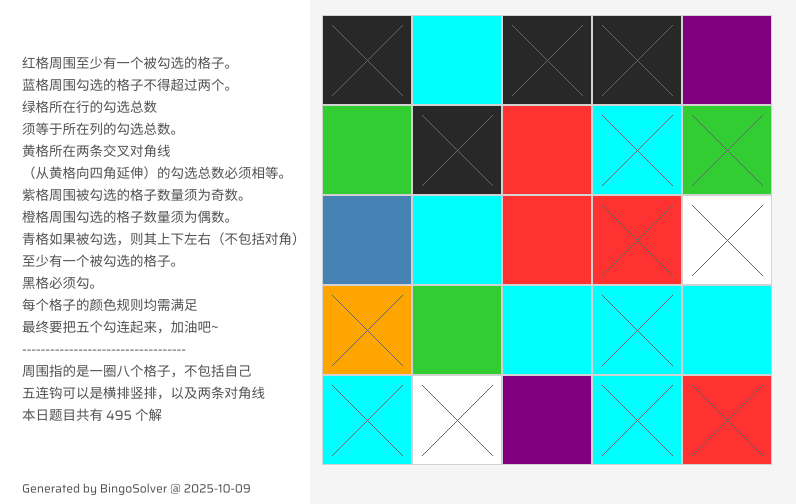 红格周围至少有一个被勾选的格子。
蓝格周围勾选的格子不得超过两个。
绿格所在行的勾选总数
须等于所在列的勾选总数。
黄格所在两条交叉对角线
（从黄格向四角延伸）的勾选总数必须相等。
紫格周围被勾选的格子数量须为奇数。
橙格周围勾选的格子数量须为偶数。
青格如果被勾选，则其上下左右（不包括对角）
至少有一个被勾选的格子。
黑格必须勾。
每个格子的颜色规则均需满足
最终要把五个勾连起来，加油吧~
----------------------------------
周围指的是一圈八个格子，不包括自己
五连钩可以是横排竖排，以及两条对角线
本日题目共有 495 个解
Generated by BingoSolver @ 2025-10-09